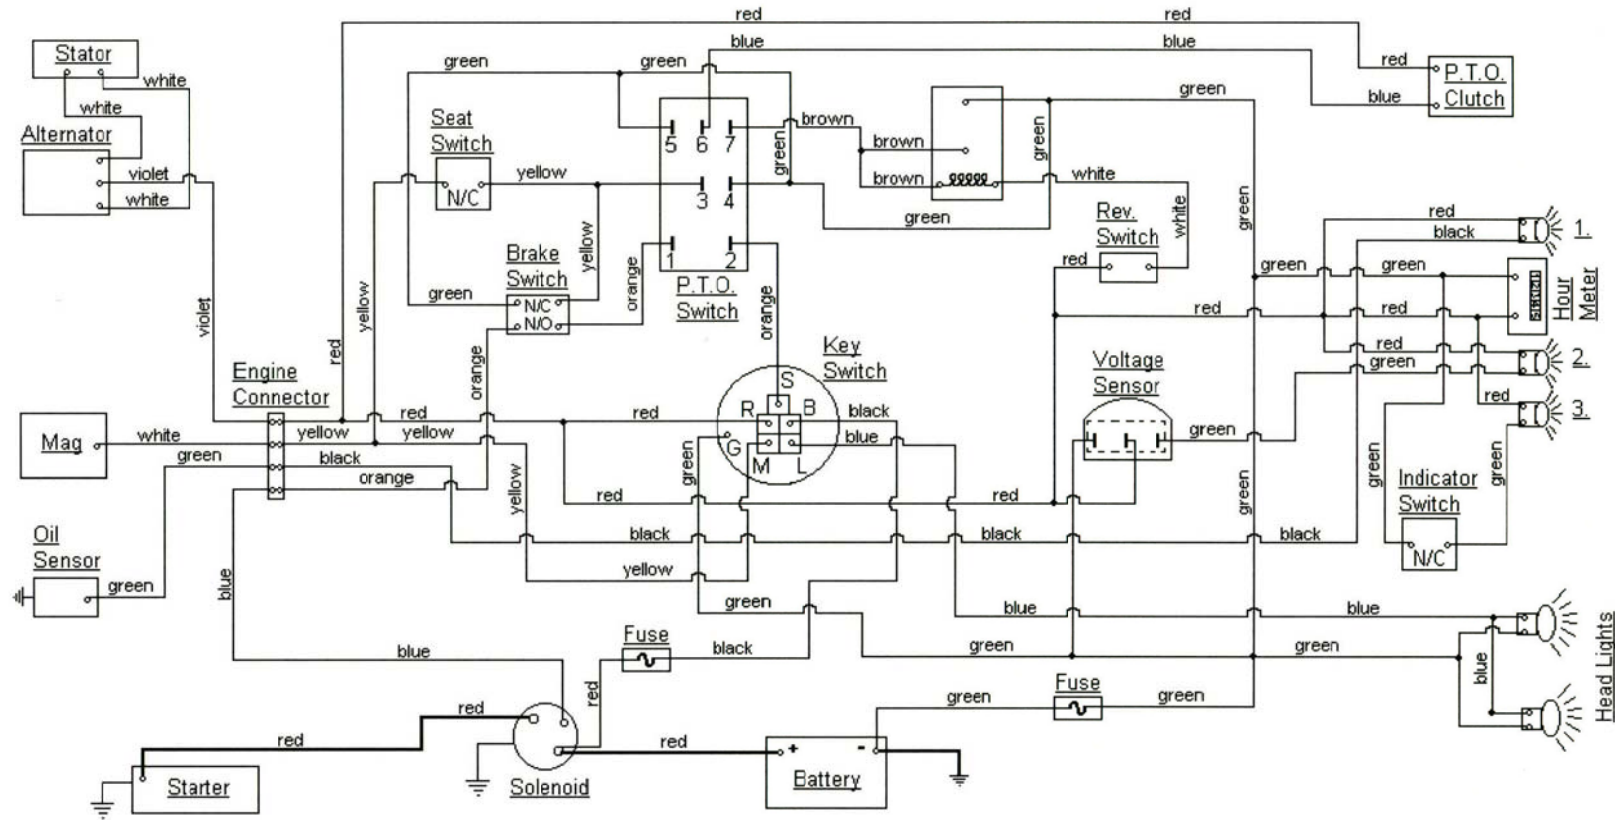 red
red
blue
blue
Stator
white
white
green
green
red
P.T.O.
Clutch
blue
green
Seat
Switch
brown
brown
brown
Alternator
violet
white
5
6
7
green
green
N/C
yellow
3
4
white
green
white
green
Rev.
Switch
red
1.
black
Brake
Switch
yellow
orange
1
2
P.T.O.
Switch
red
green
green
Hour
Meter
green
N/C
N/O
orange
violet
yellow
red
red
red
Key
Switch
Voltage
Sensor
red
green
2.
Engine
Connector
orange
S
R
B
G
M
L
black
blue
red
red
red
3.
Mag
white
yellow
yellow
green
black
orange
green
green
green
green
green
Indicator
Switch
N/C
yellow
red
red
Oil
Sensor
green
black
black
black
yellow
blue
green
blue
blue
Fuse
black
blue
green
green
blue
Head Lights
red
Fuse
green
green
red
red
red
Solenoid
Starter
+
-
Battery